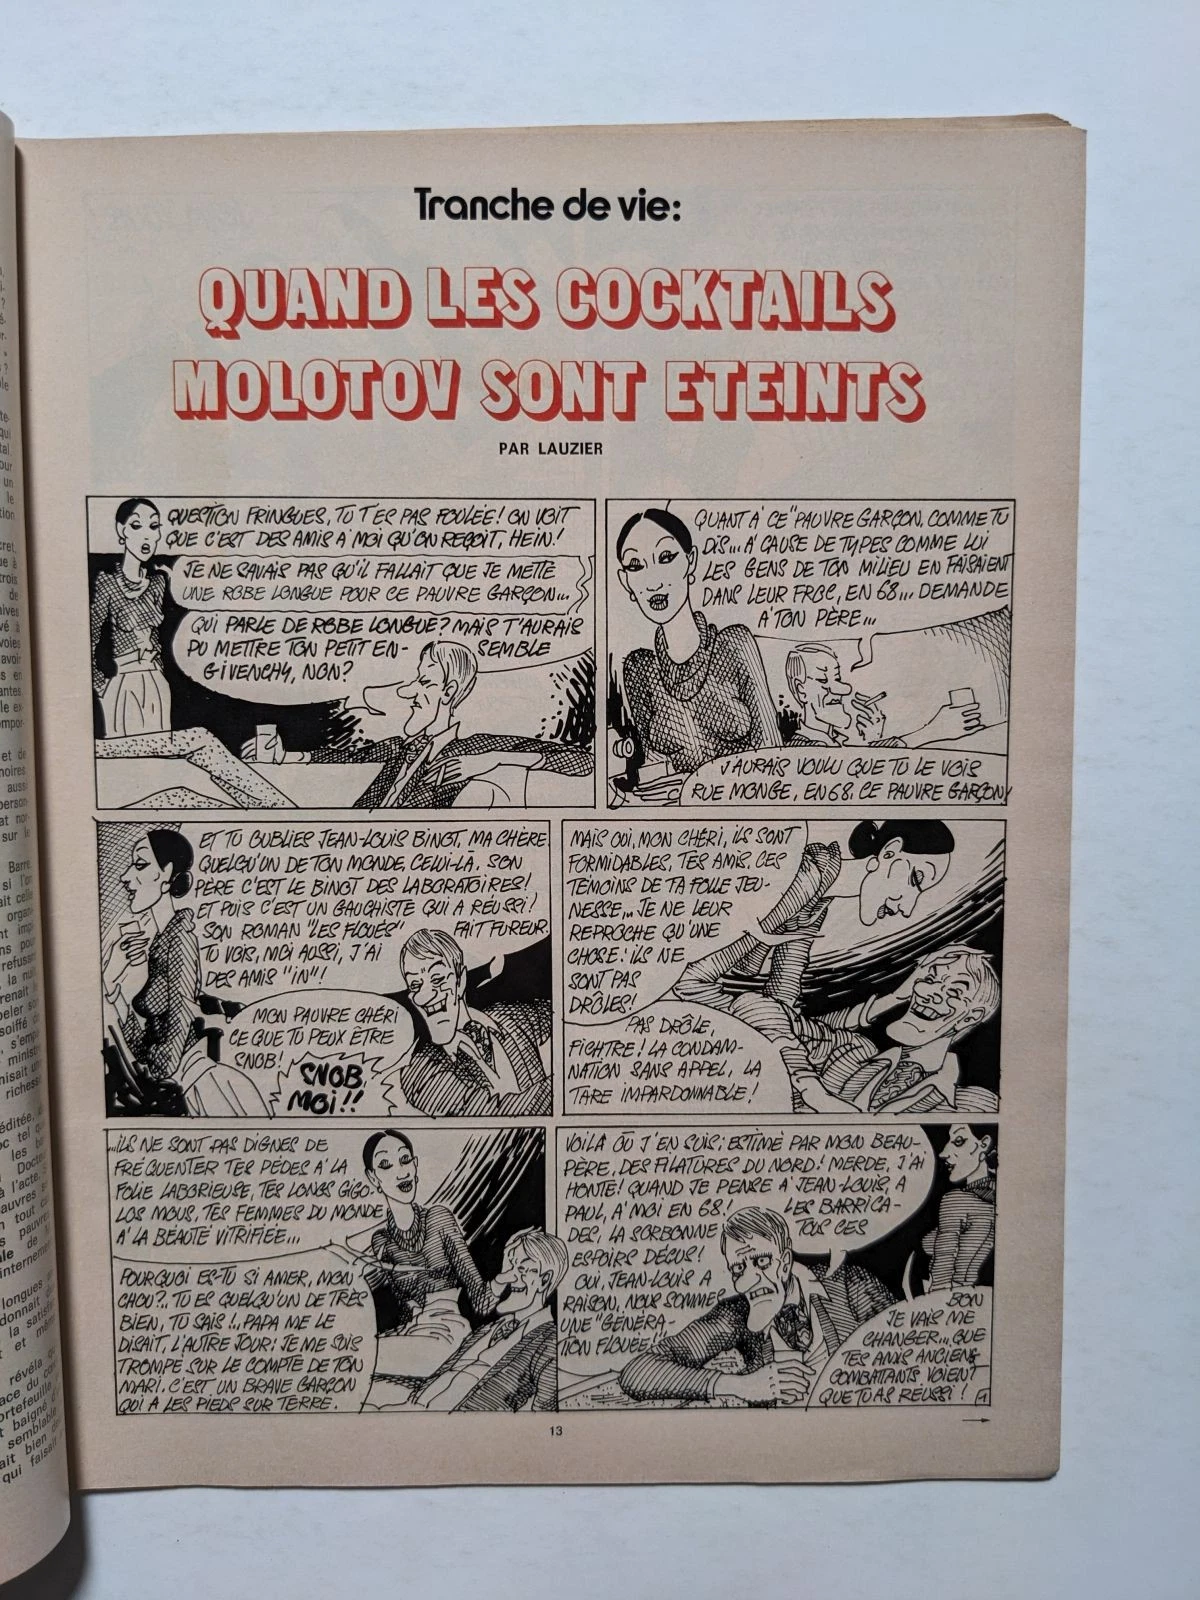 Tranche de vie:
QUAND LES COCKTAILS
MOLOTOV SONT ETEINTS
PAR LAUZIER
QUESTION FRINGUES, TU T'ES PAS FOULÉE! ON VOIT
QUE C'EST DES AMIS A MOI QU'ON REÇOIT, HEIN!
JE NE SAVAIS PAS QU'IL FALLAIT QUE JE METTE
UNE ROBE LONGUE POUR CE PAUVRE GARÇON...
QUI PARLE DE ROBE LONGUE? MAIS T'AURAIS
PU METTRE TON PETIT EN-
SEMBLE
GIVENCHY, NON?
QUANT A' CE "PAUVRE GARÇON, COMME TU
DIS... A' CAUSE DE TYPES COMME LUI
LES GENS DE TON MILIEU EN FAISAIENT
DANS LEUR FROC, EN 68... DEMANDE
A' TON PÈRE...
J'AURAIS VOULU QUE TU LE VOIS
RUE MONGE, EN 68. CE PAUVRE GARÇON!
ET TU OUBLIES JEAN-LOUIS BINOT, MA CHÈRE.
QUELQU'UN DE TON MONDE, CELUI-LA. SON
PÈRE C'EST LE BINOT DES LABORATOIRES!
ET PUIS C'EST UN GAUCHISTE QUI A RÉUSSI!
SON ROMAN "LES FLOUÉS"
FAIT FUREUR.
TU VOIS, MOI AUSSI, J'AI
DES AMIS "IN"!
MON PAUVRE CHÉRI
CE QUE TU PEUX ÊTRE
SNOB!
SNOB,
MOI!!
MAIS OUI, MON CHÉRI, ILS SONT
FORMIDABLES, TES AMIS. CES
TÉMOINS DE TA FOLLE JEU-
NESSE... JE NE LEUR
REPROCHE QU'UNE
CHOSE: ILS NE
SONT PAS
DRÔLES!
PAS DRÔLE,
FICHTRE! LA CONDAM-
NATION SANS APPEL, LA
TARE IMPARDONNABLE!
...ILS NE SONT PAS DIGNES DE
FRÉQUENTER TES PÉDÉS A' LA
FOLIE LABORIEUSE, TES LONGS GIGO-
LOS MOUS, TES FEMMES DU MONDE
A' LA BEAUTÉ VITRIFIÉE...
POURQUOI ES-TU SI AMER, MON
CHOU?.. TU ES QUELQU'UN DE TRÈS
BIEN, TU SAIS!.. PAPA ME LE
DISAIT, L'AUTRE JOUR: JE ME SUIS
TROMPÉ SUR LE COMPTE DE TON
MARI. C'EST UN BRAVE GARÇON
QUI A LES PIEDS SUR TERRE.
VOILÀ OÙ J'EN SUIS: ESTIMÉ PAR MON BEAU-
PÈRE, DES FILATURES DU NORD! MERDE, J'AI
HONTE! QUAND JE PENSE A' JEAN-LOUIS, A
PAUL, A' MOI EN 68!
LES BARRICA-
DES, LA SORBONNE
TOUS CES
ESPOIRS DÉÇUS!
OUI, JEAN-LOUIS A
RAISON, NOUS SOMMES
UNE "GÉNÉRA-
TION FLOUÉE!"
BON
JE VAIS ME
CHANGER... QUE
TES AMIS ANCIENS
COMBATTANTS VOIENT
QUE TU AS RÉUSSI!
1
13